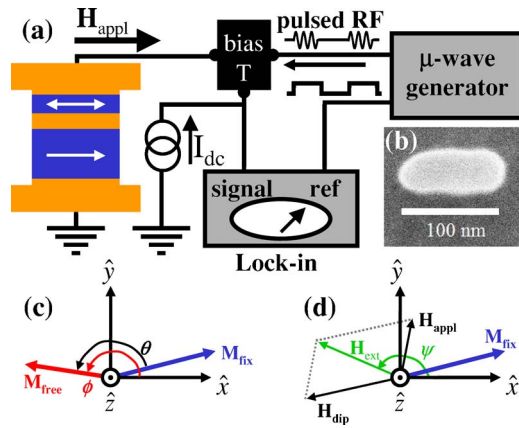 (a)
H_appl
bias
T
pulsed RF
μ-wave
generator
I_dc
signal ref
Lock-in
(b)
100 nm
(c)
ŷ
θ
M_fix
M_free
ϕ
x̂
ẑ
(d)
ŷ
H_appl
H_ext
ψ
M_fix
x̂
H_dip
ẑ